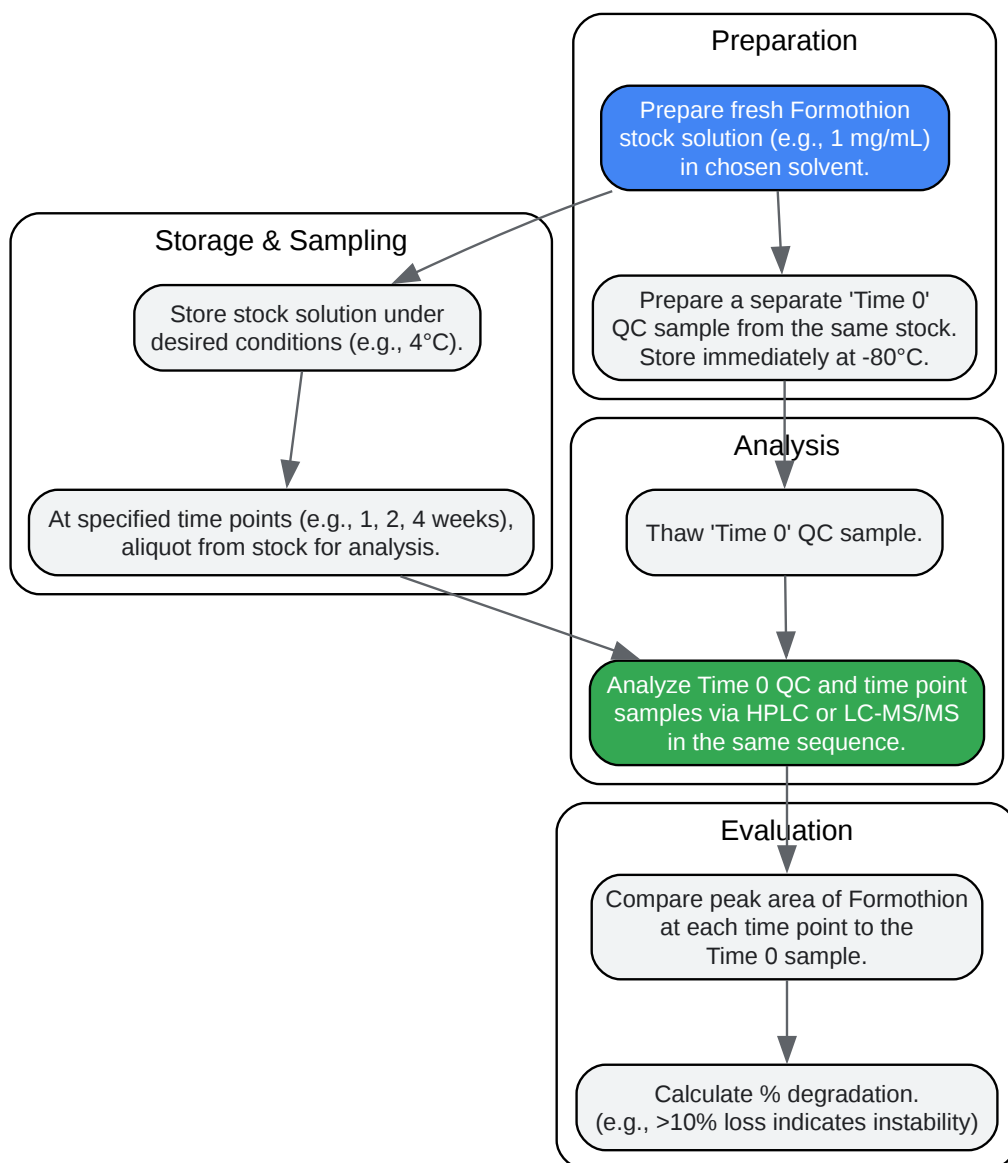 Preparation
Prepare fresh Formothion
stock solution (e.g., 1 mg/mL)
in chosen solvent.
Prepare a separate 'Time 0'
QC sample from the same stock.
Store immediately at -80°C.
Storage & Sampling
Store stock solution under
desired conditions (e.g., 4°C).
At specified time points (e.g., 1, 2, 4 weeks),
aliquot from stock for analysis.
Analysis
Thaw 'Time 0' QC sample.
Analyze Time 0 QC and time point
samples via HPLC or LC-MS/MS
in the same sequence.
Evaluation
Compare peak area of Formothion
at each time point to the
Time 0 sample.
Calculate % degradation.
(e.g., >10% loss indicates instability)